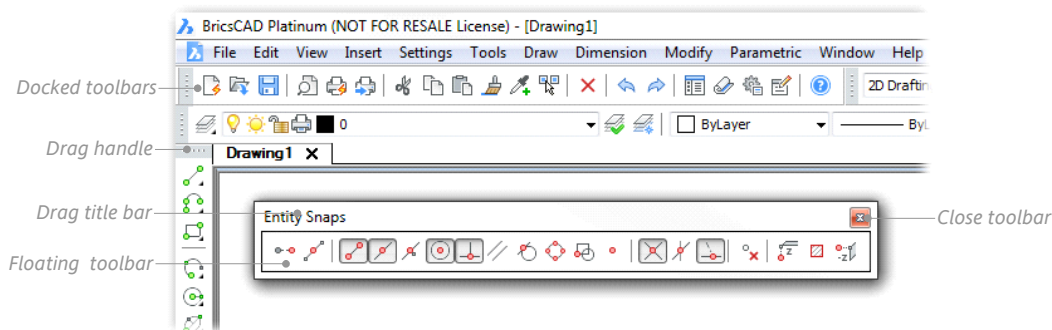 BricsCAD Platinum (NOT FOR RESALE License) - [Drawing1]
File Edit View Insert Settings Tools Draw Dimension Modify Parametric Window Help
Docked toolbars
2D Draftin
0 ByLayer ByL
Drag handle
Drawing1 X
Drag title bar
Entity Snaps
Close toolbar
Floating toolbar
z
-z